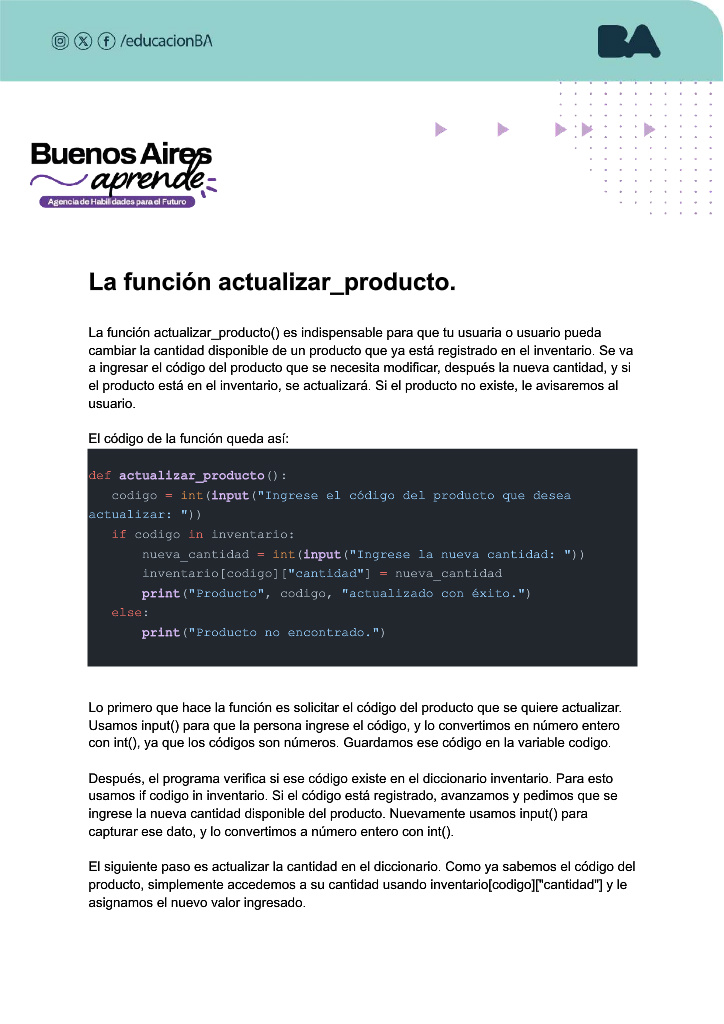 /educacionBA
BA
Buenos Aires
aprende
Agencia de Habilidades para el Futuro
La función actualizar_producto.
La función actualizar_producto() es indispensable para que tu usuaria o usuario pueda
cambiar la cantidad disponible de un producto que ya está registrado en el inventario. Se va
a ingresar el código del producto que se necesita modificar, después la nueva cantidad, y si
el producto está en el inventario, se actualizará. Si el producto no existe, le avisaremos al
usuario.
El código de la función queda así:
def actualizar_producto():
codigo = int(input("Ingrese el código del producto que desea
actualizar: "))
if codigo in inventario:
nueva_cantidad = int(input("Ingrese la nueva cantidad: "))
inventario[codigo]["cantidad"] = nueva_cantidad
print("Producto", codigo, "actualizado con éxito.")
else:
print("Producto no encontrado.")
Lo primero que hace la función es solicitar el código del producto que se quiere actualizar.
Usamos input() para que la persona ingrese el código, y lo convertimos en número entero
con int(), ya que los códigos son números. Guardamos ese código en la variable codigo.
Después, el programa verifica si ese código existe en el diccionario inventario. Para esto
usamos if codigo in inventario. Si el código está registrado, avanzamos y pedimos que se
ingrese la nueva cantidad disponible del producto. Nuevamente usamos input() para
capturar ese dato, y lo convertimos a número entero con int().
El siguiente paso es actualizar la cantidad en el diccionario. Como ya sabemos el código del
producto, simplemente accedemos a su cantidad usando inventario[codigo]["cantidad"] y le
asignamos el nuevo valor ingresado.